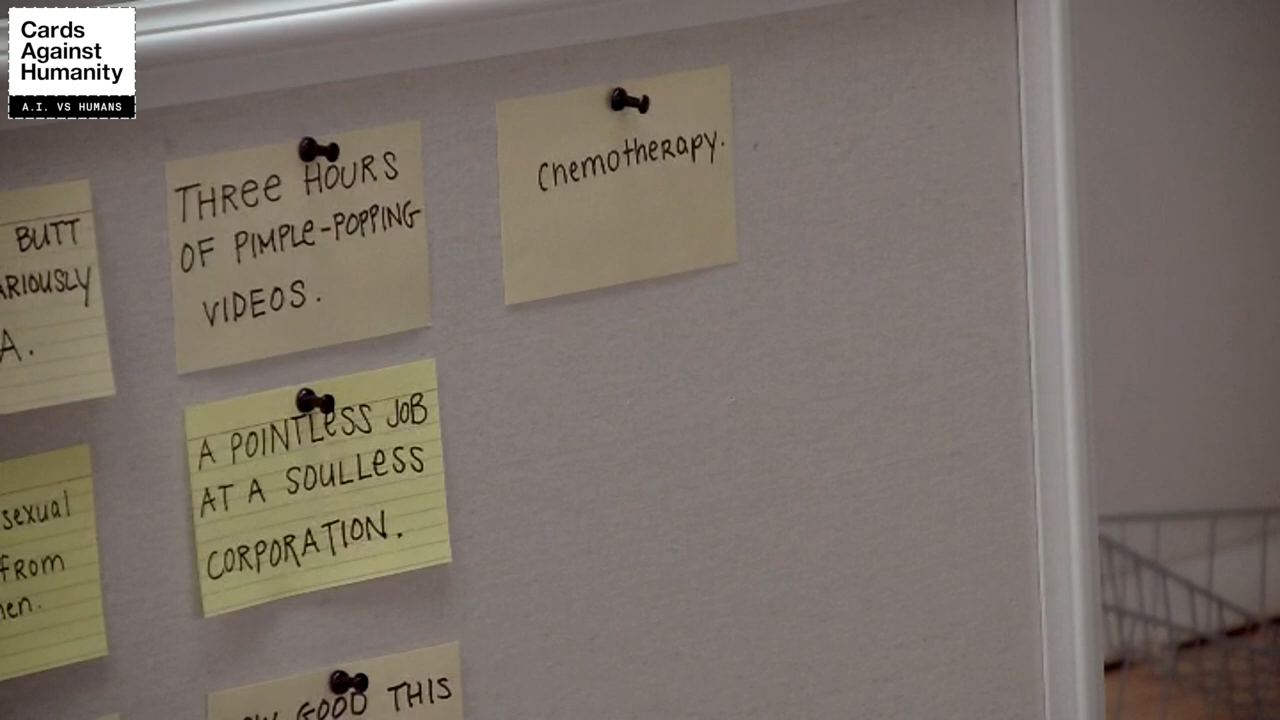 Cards
Against
Humanity
A.I. VS HUMANS
BUTT
A.
sexual
from
THREE HOURS
OF PIMPLE-POPPING
VIDEOS.
A POINTLESS JOB
AT A SOULLESS
CORPORATION.
GOOD THIS
Chemotherapy.